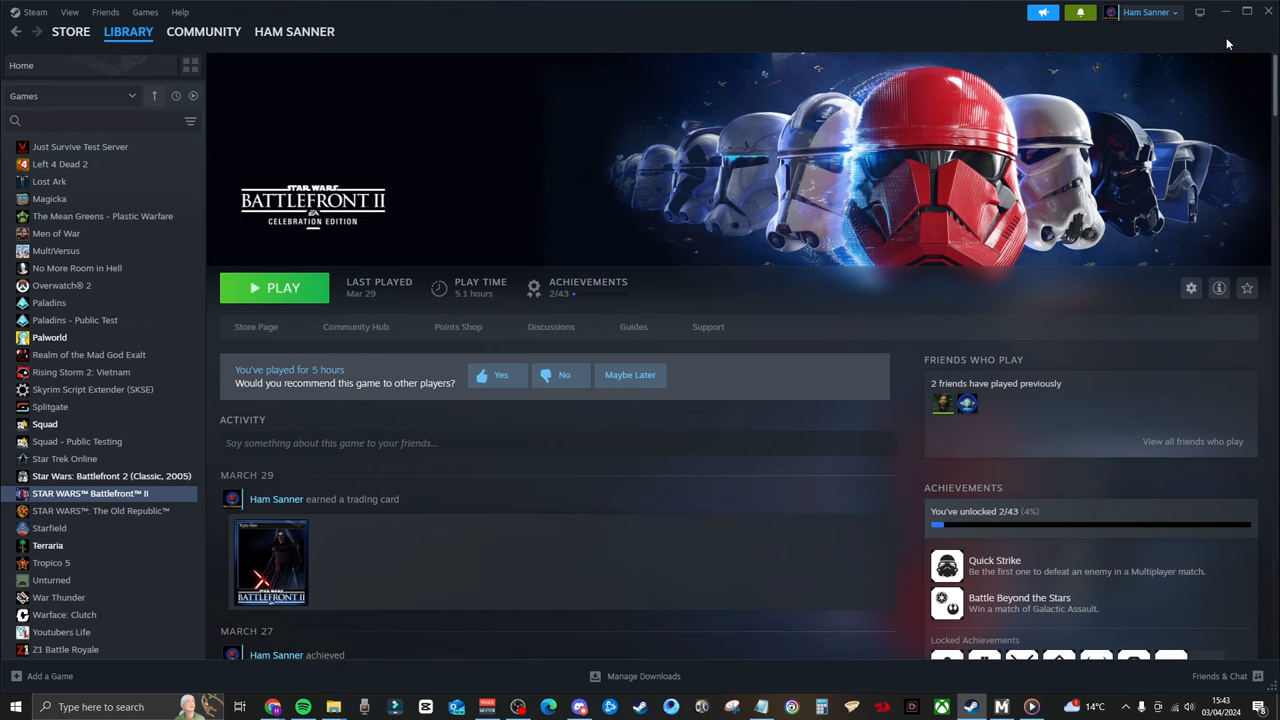 Steam View Friends Games Help
Ham Sanner
STORE LIBRARY COMMUNITY HAM SANNER
Home
Games
Just Survive Test Server
Left 4 Dead 2
Lost Ark
Magicka
The Mean Greens - Plastic Warfare
Men of War
MultiVersus
No More Room in Hell
Overwatch® 2
Paladins
Paladins - Public Test
Palworld
Realm of the Mad God Exalt
Rising Storm 2: Vietnam
Skyrim Script Extender (SKSE)
Splitgate
Squad
Squad - Public Testing
Star Trek Online
Star Wars: Battlefront 2 (Classic, 2005)
STAR WARS™ Battlefront™ II
STAR WARS™: The Old Republic™
Starfield
Terraria
Tropico 5
Unturned
War Thunder
Warface: Clutch
Youtubers Life
Z1 Battle Royale
STAR WARS
BATTLEFRONT II
EA
CELEBRATION EDITION
PLAY
LAST PLAYED
Mar 29
PLAY TIME
5.1 hours
ACHIEVEMENTS
2/43
Store Page Community Hub Points Shop Discussions Guides Support
You've played for 5 hours
Would you recommend this game to other players?
Yes No Maybe Later
ACTIVITY
Say something about this game to your friends...
MARCH 29
Ham Sanner earned a trading card
Kylo Ren
BATTLEFRONT II
MARCH 27
Ham Sanner achieved
FRIENDS WHO PLAY
2 friends have played previously
View all friends who play
ACHIEVEMENTS
You've unlocked 2/43 (4%)
Quick Strike
Be the first one to defeat an enemy in a Multiplayer match.
Battle Beyond the Stars
Win a match of Galactic Assault.
Locked Achievements
Add a Game
Manage Downloads
Friends & Chat
Type here to search
14°C
15:43
03/04/2024